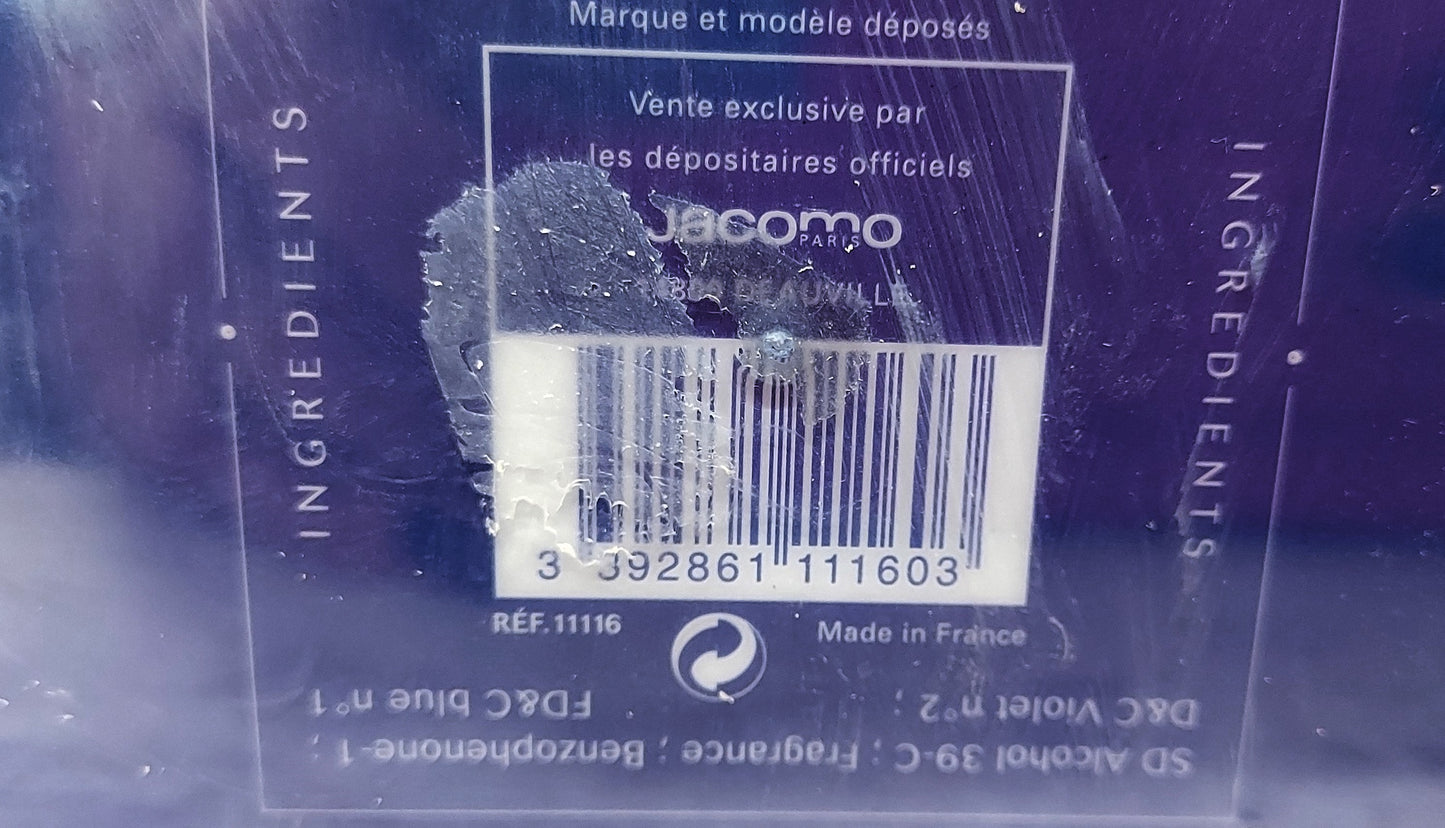 Marque et modèle déposés
Vente exclusive par
les dépositaires officiels
Jacomo
PARIS
DEAUVILLE
INGREDIENTS
INGREDIENTS
3 392861 111603
RÉF. 11116
Made in France
SD Alcohol 39-C ; Fragrance ; Benzophenone-1 ;
D&C Violet n°2 ; FD&C blue n°1